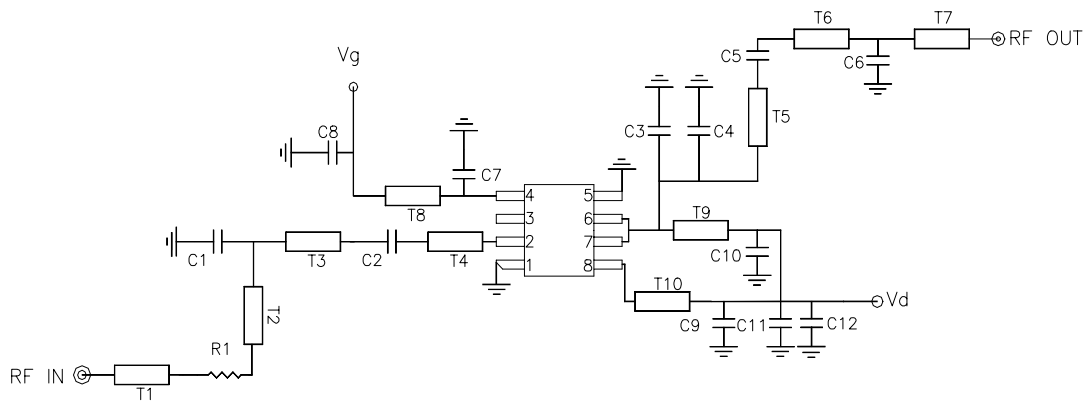 T6
T7
RF OUT
C5
C6
Vg
C3
C4
T5
C8
C7
4
5
T8
3
6
T9
C1
T3
C2
T4
2
7
C10
1
8
T10
Vd
T2
C9
C11
C12
R1
RF IN
T1